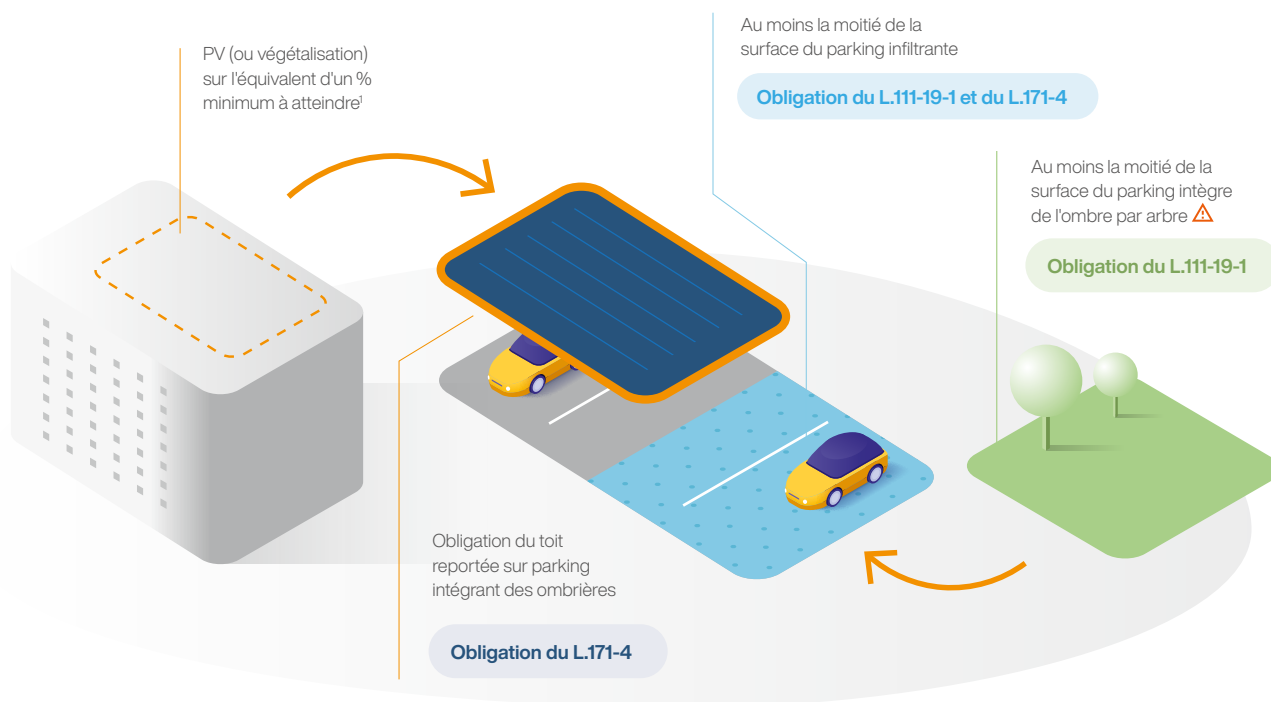 PV (ou végétalisation)
sur l'équivalent d'un %
minimum à atteindre¹
Au moins la moitié de la
surface du parking infiltrante
Obligation du L.111-19-1 et du L.171-4
Au moins la moitié de la
surface du parking intègre
de l'ombre par arbre
Obligation du L.111-19-1
Obligation du toit
reportée sur parking
intégrant des ombrières
Obligation du L.171-4